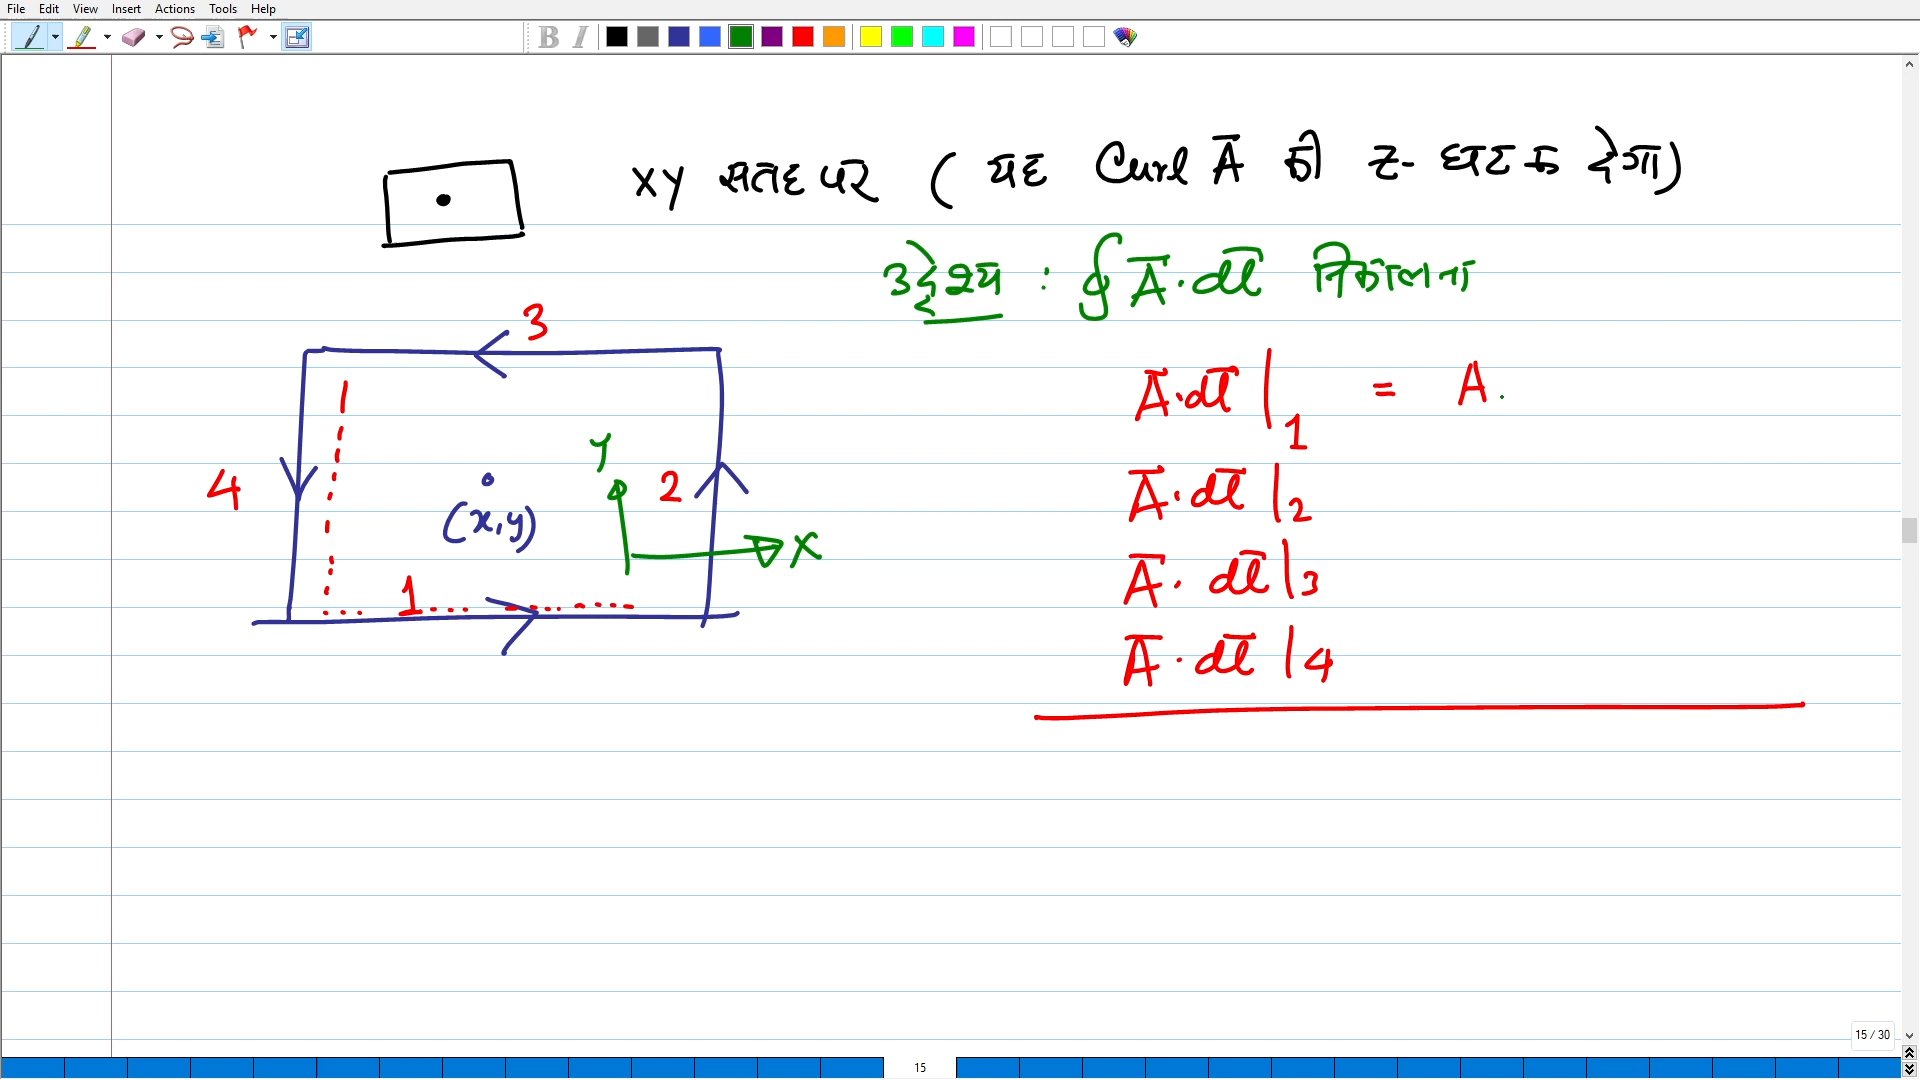 File Edit View Insert Actions Tools Help
B I
XY सतह पर ( यह Curl A̅ की z- घटक देगा)
उद्देश्य : ∮ A̅·dl̅ निकालना
3
A̅·dl̅ |₁ = A.
Y
4
2
A̅·dl̅ |₂
(x,y)
X
A̅·dl̅ |₃
1
A̅·dl̅ |₄
15 / 30
15